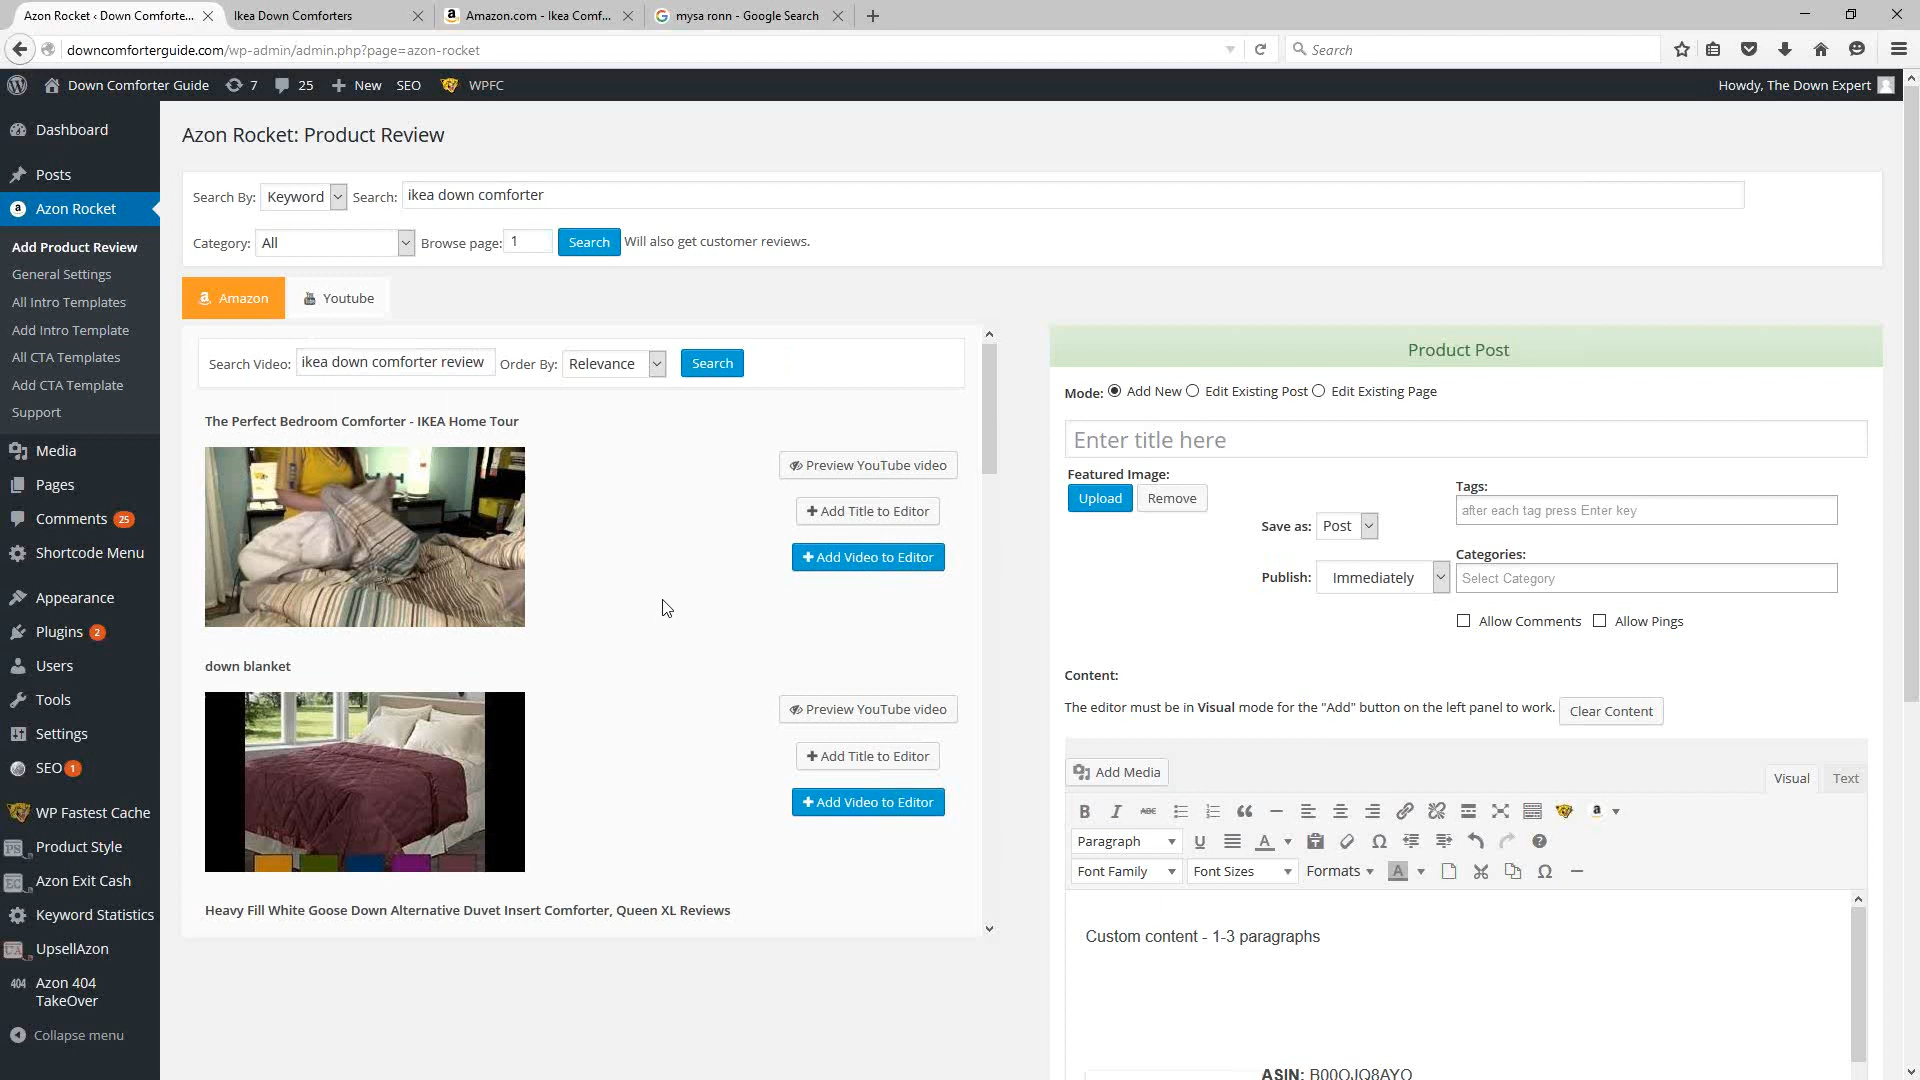 Azon Rocket ‹ Down Comforte...
Ikea Down Comforters
Amazon.com - Ikea Comf...
mysa ronn - Google Search
downcomforterguide.com/wp-admin/admin.php?page=azon-rocket
Search
Down Comforter Guide
7
25
New
SEO
WPFC
Howdy, The Down Expert
Dashboard
Posts
Azon Rocket
Add Product Review
General Settings
All Intro Templates
Add Intro Template
All CTA Templates
Add CTA Template
Support
Media
Pages
Comments 25
Shortcode Menu
Appearance
Plugins 2
Users
Tools
Settings
SEO 1
WP Fastest Cache
Product Style
Azon Exit Cash
Keyword Statistics
UpsellAzon
404 Azon 404
TakeOver
Collapse menu
Azon Rocket: Product Review
Search By: Keyword Search: ikea down comforter
Category: All Browse page: 1 Search Will also get customer reviews.
Amazon
Youtube
Search Video: ikea down comforter review Order By: Relevance Search
The Perfect Bedroom Comforter - IKEA Home Tour
Preview YouTube video
Add Title to Editor
Add Video to Editor
down blanket
Preview YouTube video
Add Title to Editor
Add Video to Editor
Heavy Fill White Goose Down Alternative Duvet Insert Comforter, Queen XL Reviews
Product Post
Mode: Add New Edit Existing Post Edit Existing Page
Enter title here
Featured Image:
Upload Remove
Save as: Post
Publish: Immediately
Tags:
after each tag press Enter key
Categories:
Select Category
Allow Comments Allow Pings
Content:
The editor must be in Visual mode for the "Add" button on the left panel to work. Clear Content
Add Media
Visual Text
B I ABC
Paragraph U A
Font Family Font Sizes Formats A
Custom content - 1-3 paragraphs
ASIN: B00OJQ8AYO